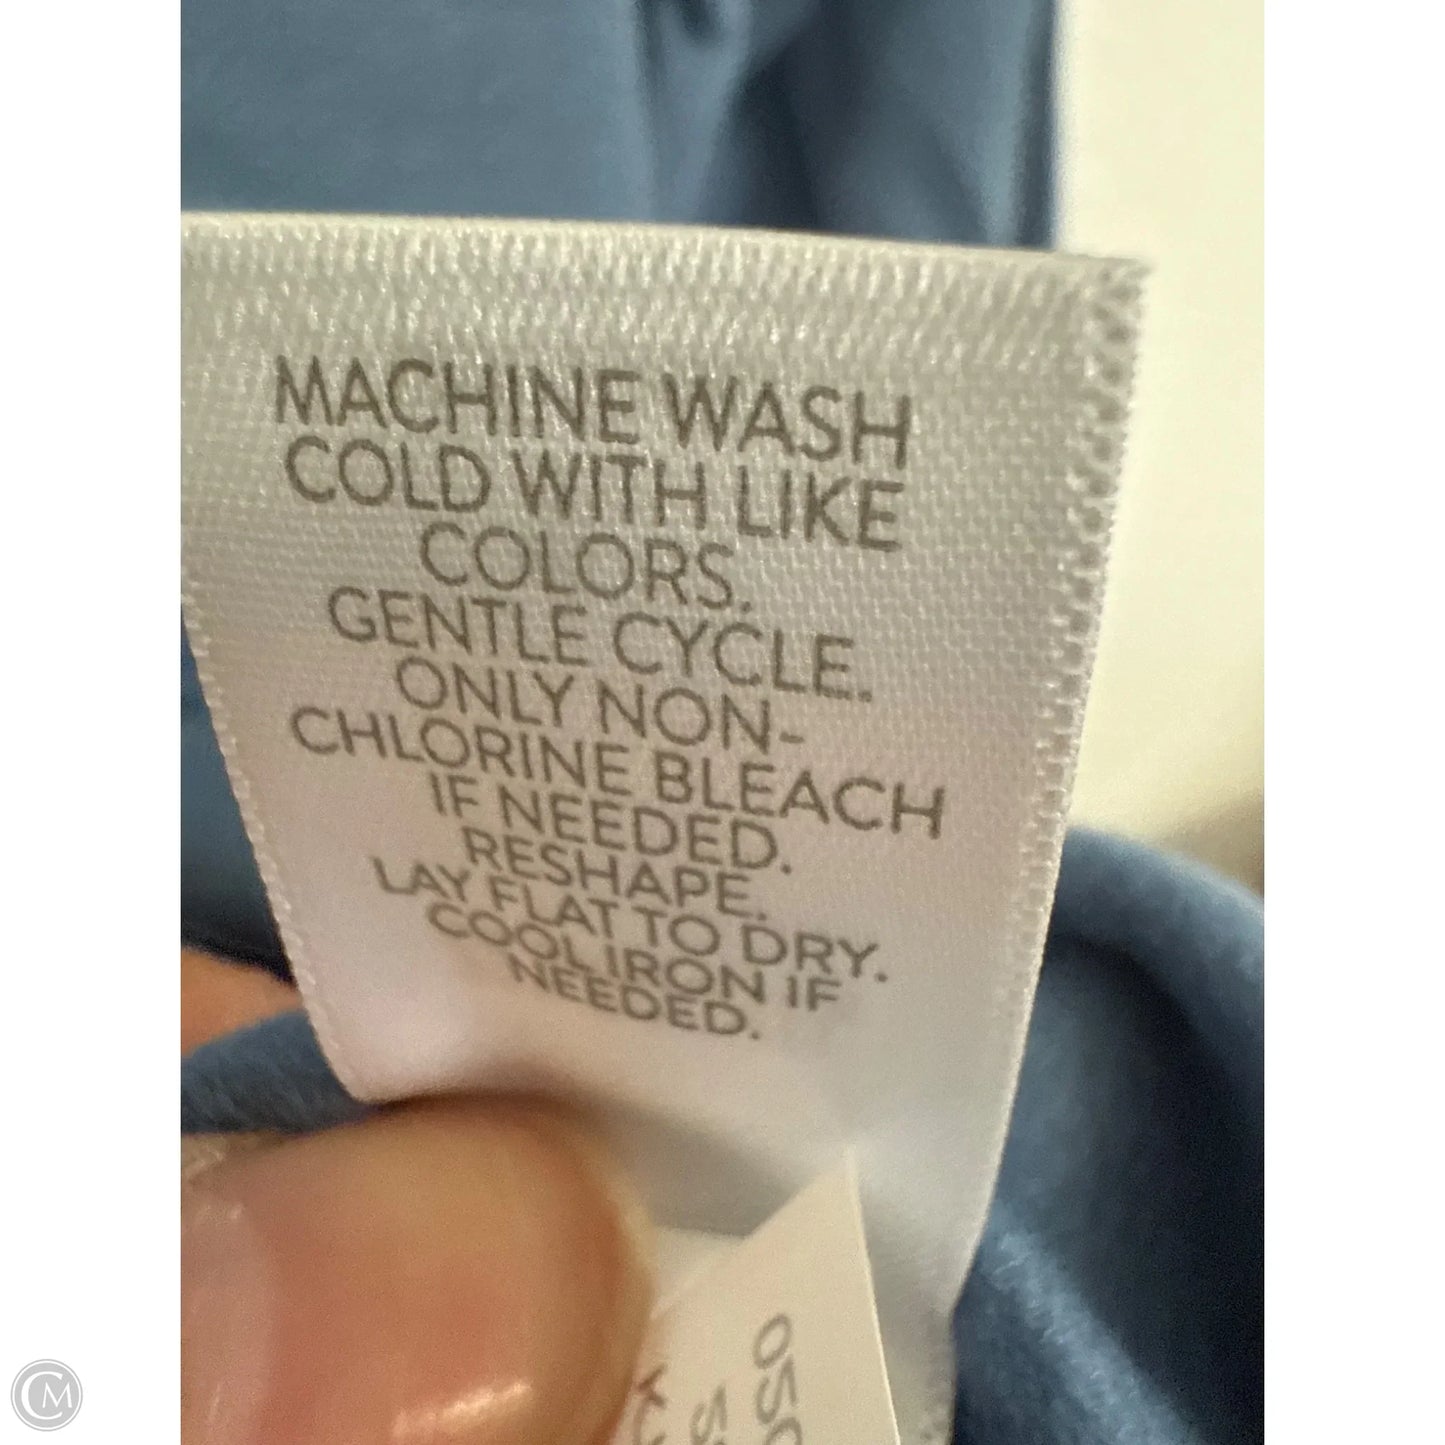 MACHINE WASH
COLD WITH LIKE
COLORS.
GENTLE CYCLE.
ONLY NON-
CHLORINE BLEACH
IF NEEDED.
RESHAPE.
LAY FLAT TO DRY.
COOL IRON IF
NEEDED.
CM